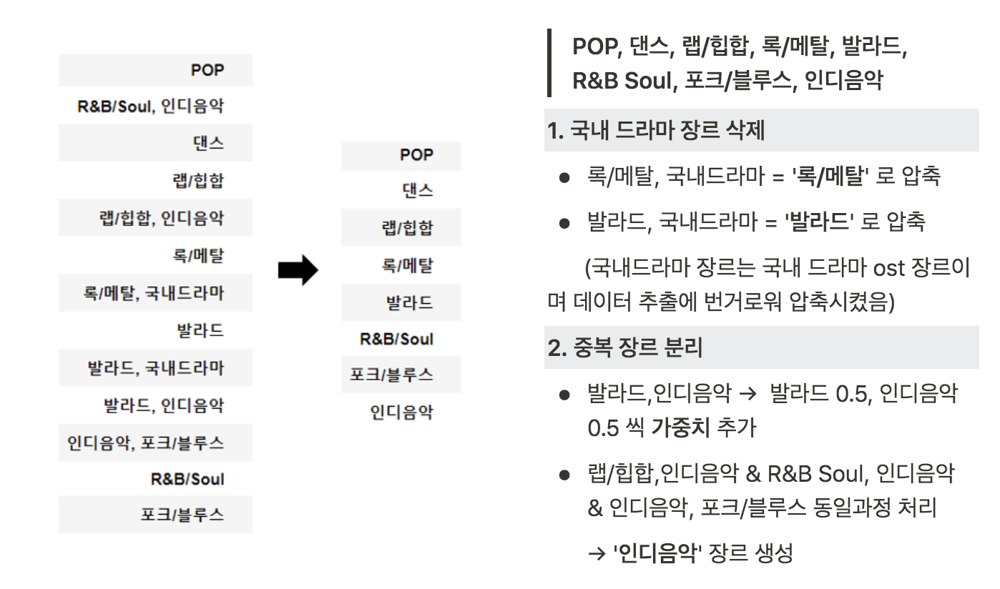 POP
R&B/Soul, 인디음악
댄스
랩/힙합
랩/힙합, 인디음악
록/메탈
록/메탈, 국내드라마
발라드
발라드, 국내드라마
발라드, 인디음악
인디음악, 포크/블루스
R&B/Soul
포크/블루스
POP
댄스
랩/힙합
록/메탈
발라드
R&B/Soul
포크/블루스
인디음악
POP, 댄스, 랩/힙합, 록/메탈, 발라드,
R&B Soul, 포크/블루스, 인디음악
1. 국내 드라마 장르 삭제
● 록/메탈, 국내드라마 = '록/메탈' 로 압축
● 발라드, 국내드라마 = '발라드' 로 압축
(국내드라마 장르는 국내 드라마 ost 장르이
며 데이터 추출에 번거로워 압축시켰음)
2. 중복 장르 분리
● 발라드,인디음악 → 발라드 0.5, 인디음악
0.5 씩 가중치 추가
● 랩/힙합,인디음악 & R&B Soul, 인디음악
& 인디음악, 포크/블루스 동일과정 처리
→ '인디음악' 장르 생성